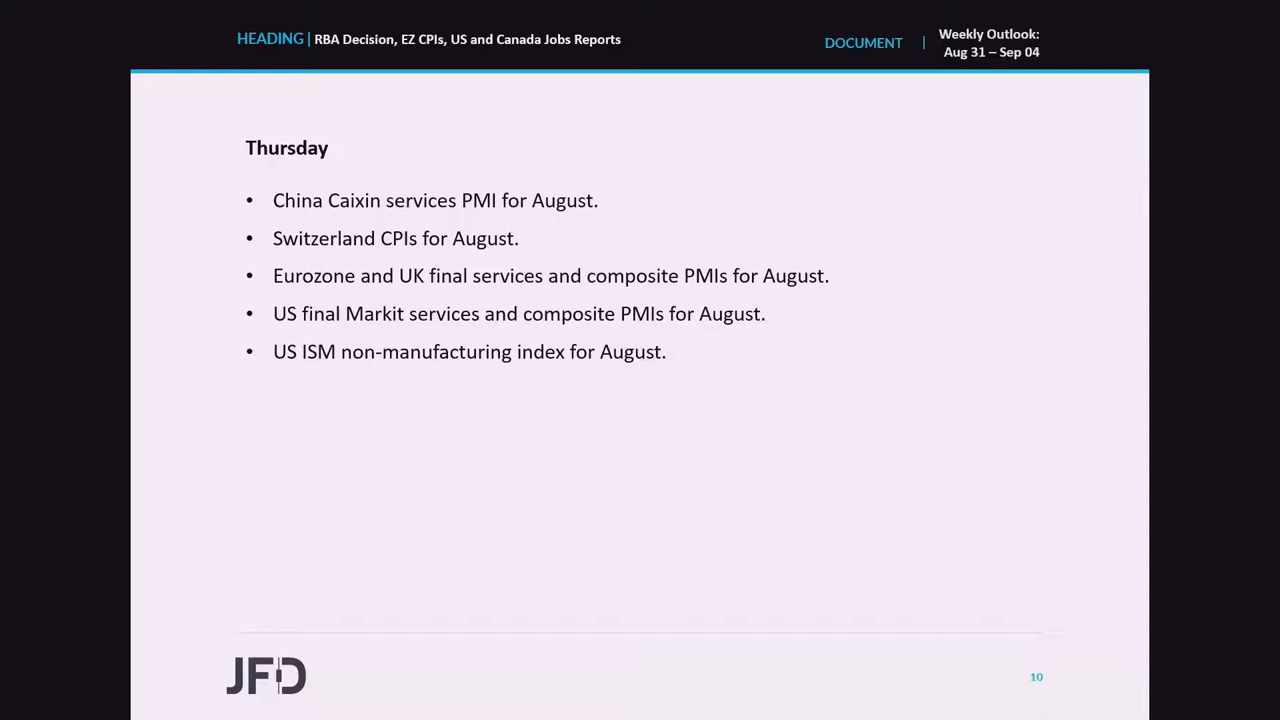 HEADING | RBA Decision, EZ CPIs, US and Canada Jobs Reports
DOCUMENT | Weekly Outlook:
Aug 31 – Sep 04
Thursday
• China Caixin services PMI for August.
• Switzerland CPIs for August.
• Eurozone and UK final services and composite PMIs for August.
• US final Markit services and composite PMIs for August.
• US ISM non-manufacturing index for August.
JFD
10